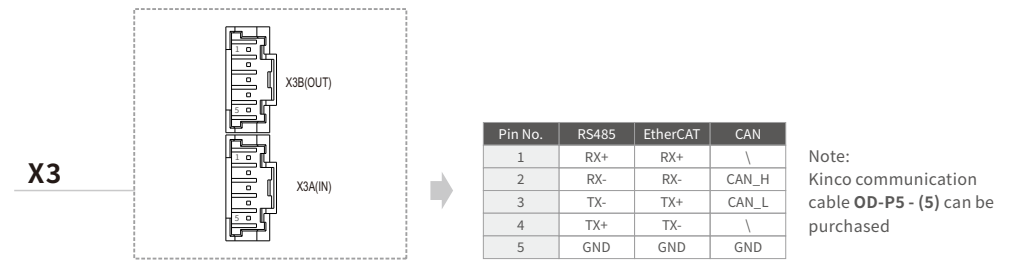 X3
1
5
X3B(OUT)
1
5
X3A(IN)
Pin No. RS485 EtherCAT CAN
1 RX+ RX+ \
2 RX- RX- CAN_H
3 TX- TX+ CAN_L
4 TX+ TX- \
5 GND GND GND
Note:
Kinco communication
cable OD-P5 - (5) can be
purchased